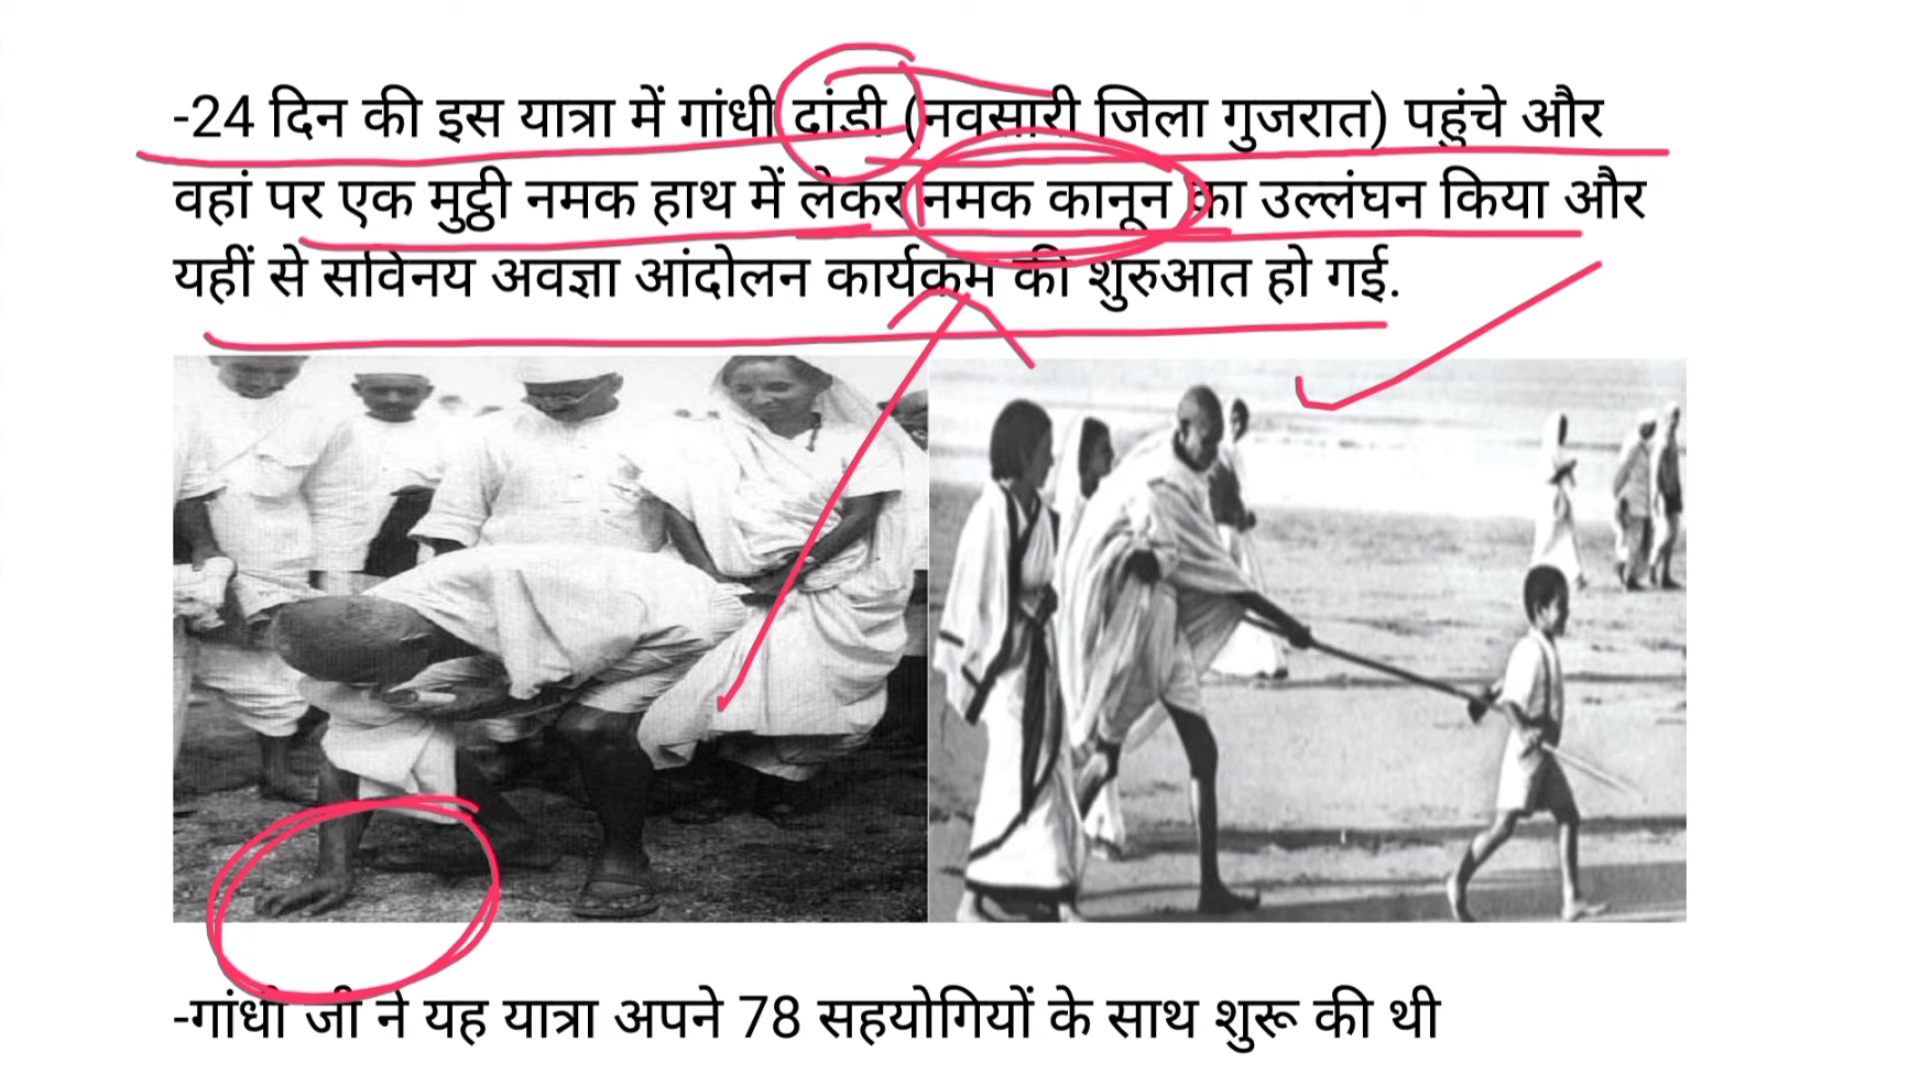 -24 दिन की इस यात्रा में गांधी दांडी (नवसारी जिला गुजरात) पहुंचे और
वहां पर एक मुट्ठी नमक हाथ में लेकर नमक कानून का उल्लंघन किया और
यहीं से सविनय अवज्ञा आंदोलन कार्यक्रम की शुरुआत हो गई.
-गांधी जी ने यह यात्रा अपने 78 सहयोगियों के साथ शुरू की थी